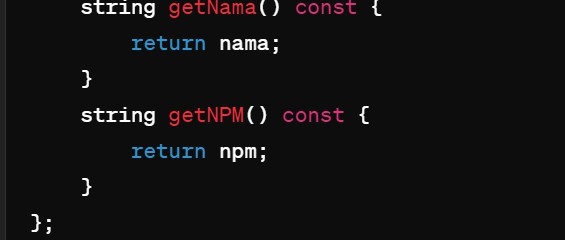 string getNama() const {
return nama;
}
string getNPM() const {
return npm;
}
};